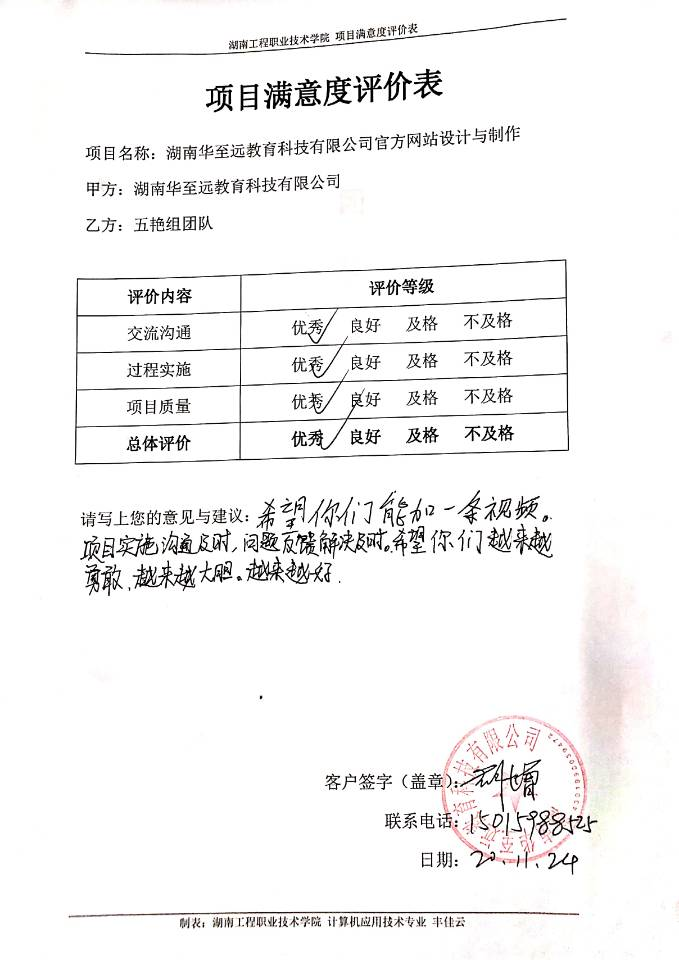 湖南工程职业技术学院 项目满意度评价表
项目满意度评价表
项目名称：湖南华至远教育科技有限公司官方网站设计与制作
甲方：湖南华至远教育科技有限公司
乙方：五艳组团队
评价内容 评价等级
交流沟通 优秀 良好 及格 不及格
过程实施 优秀 良好 及格 不及格
项目质量 优秀 良好 及格 不及格
总体评价 优秀 良好 及格 不及格
请写上您的意见与建议：希望你们能加一条视频。
项目实施沟通及时，问题反馈解决及时。希望你们越来越
勇敢，越来越大胆。越来越好.
客户签字（盖章）：
联系电话：15015988525
日期：20.11.24
制表：湖南工程职业技术学院 计算机应用技术专业 丰佳云